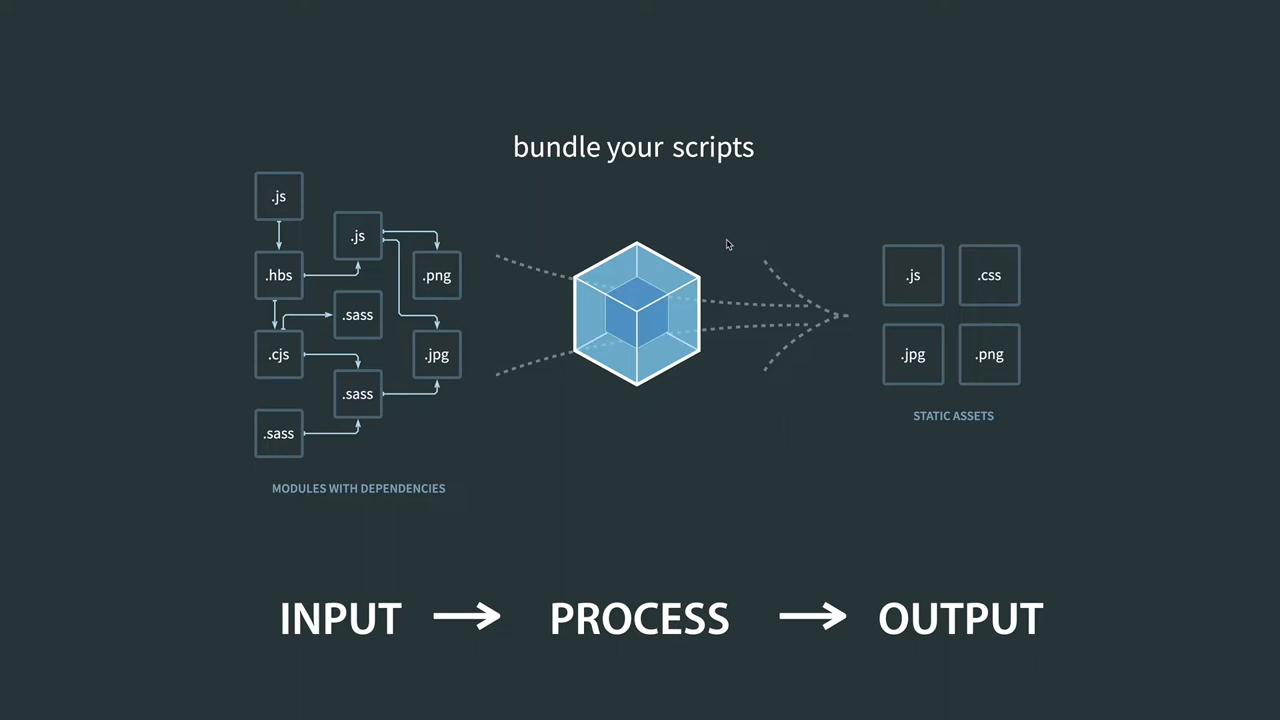 bundle your scripts
.js
.js
.hbs
.png
.sass
.cjs
.jpg
.sass
.sass
MODULES WITH DEPENDENCIES
.js
.css
.jpg
.png
STATIC ASSETS
INPUT → PROCESS → OUTPUT